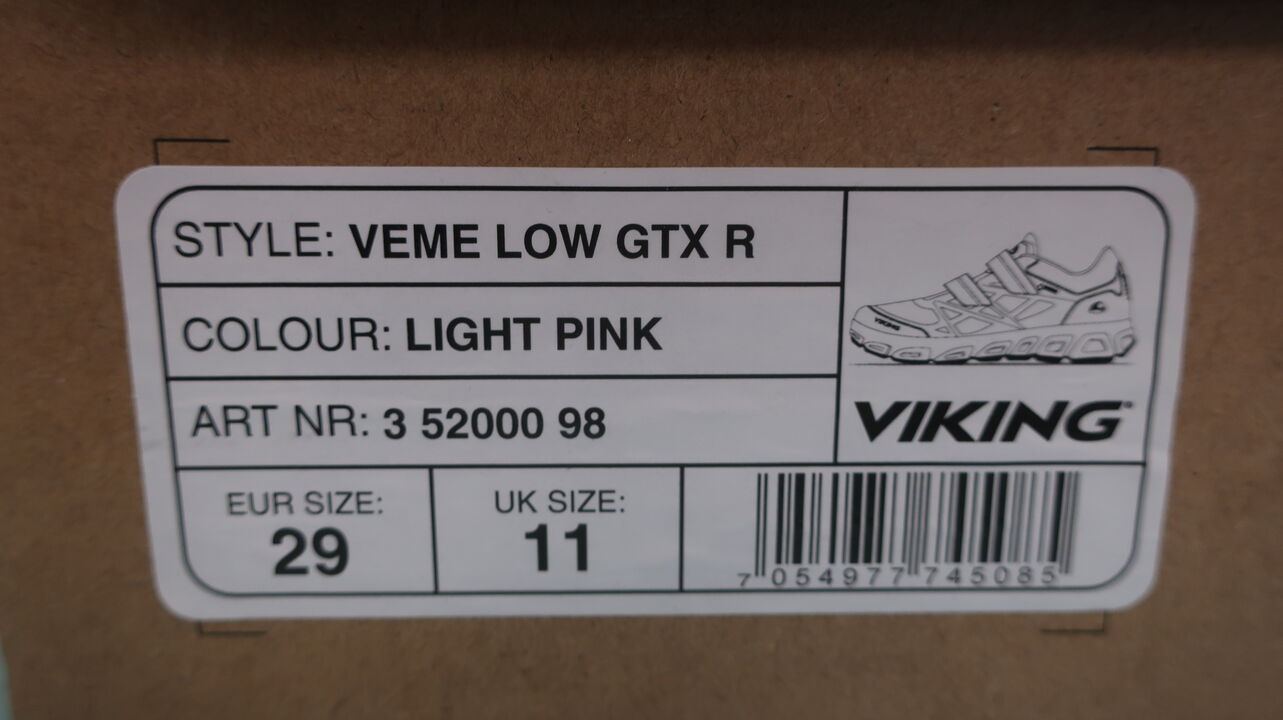 STYLE: VEME LOW GTX R
COLOUR: LIGHT PINK
ART NR: 3 52000 98
VIKING
VIKING
EUR SIZE:
29
UK SIZE:
11
7 054977 745085